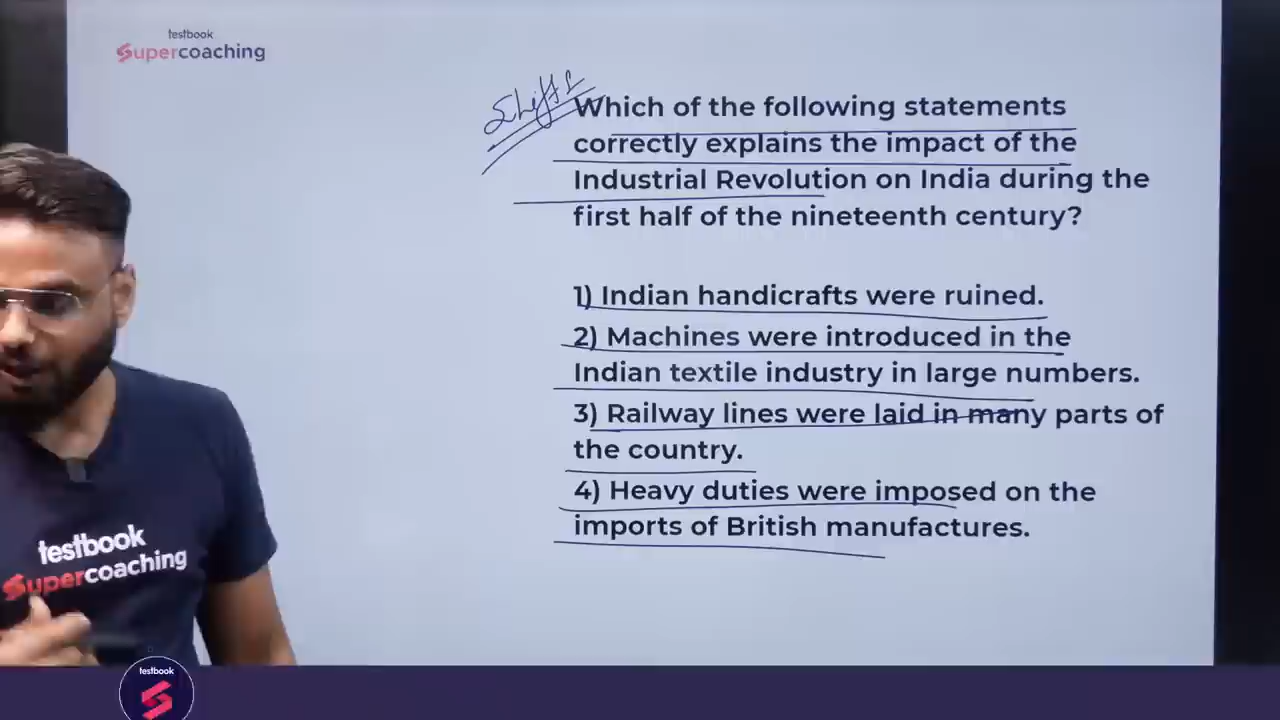 testbook
Supercoaching
Shift 2
Which of the following statements
correctly explains the impact of the
Industrial Revolution on India during the
first half of the nineteenth century?
1) Indian handicrafts were ruined.
2) Machines were introduced in the
Indian textile industry in large numbers.
3) Railway lines were laid in many parts of
the country.
4) Heavy duties were imposed on the
imports of British manufactures.
testbook
Supercoaching
testbook